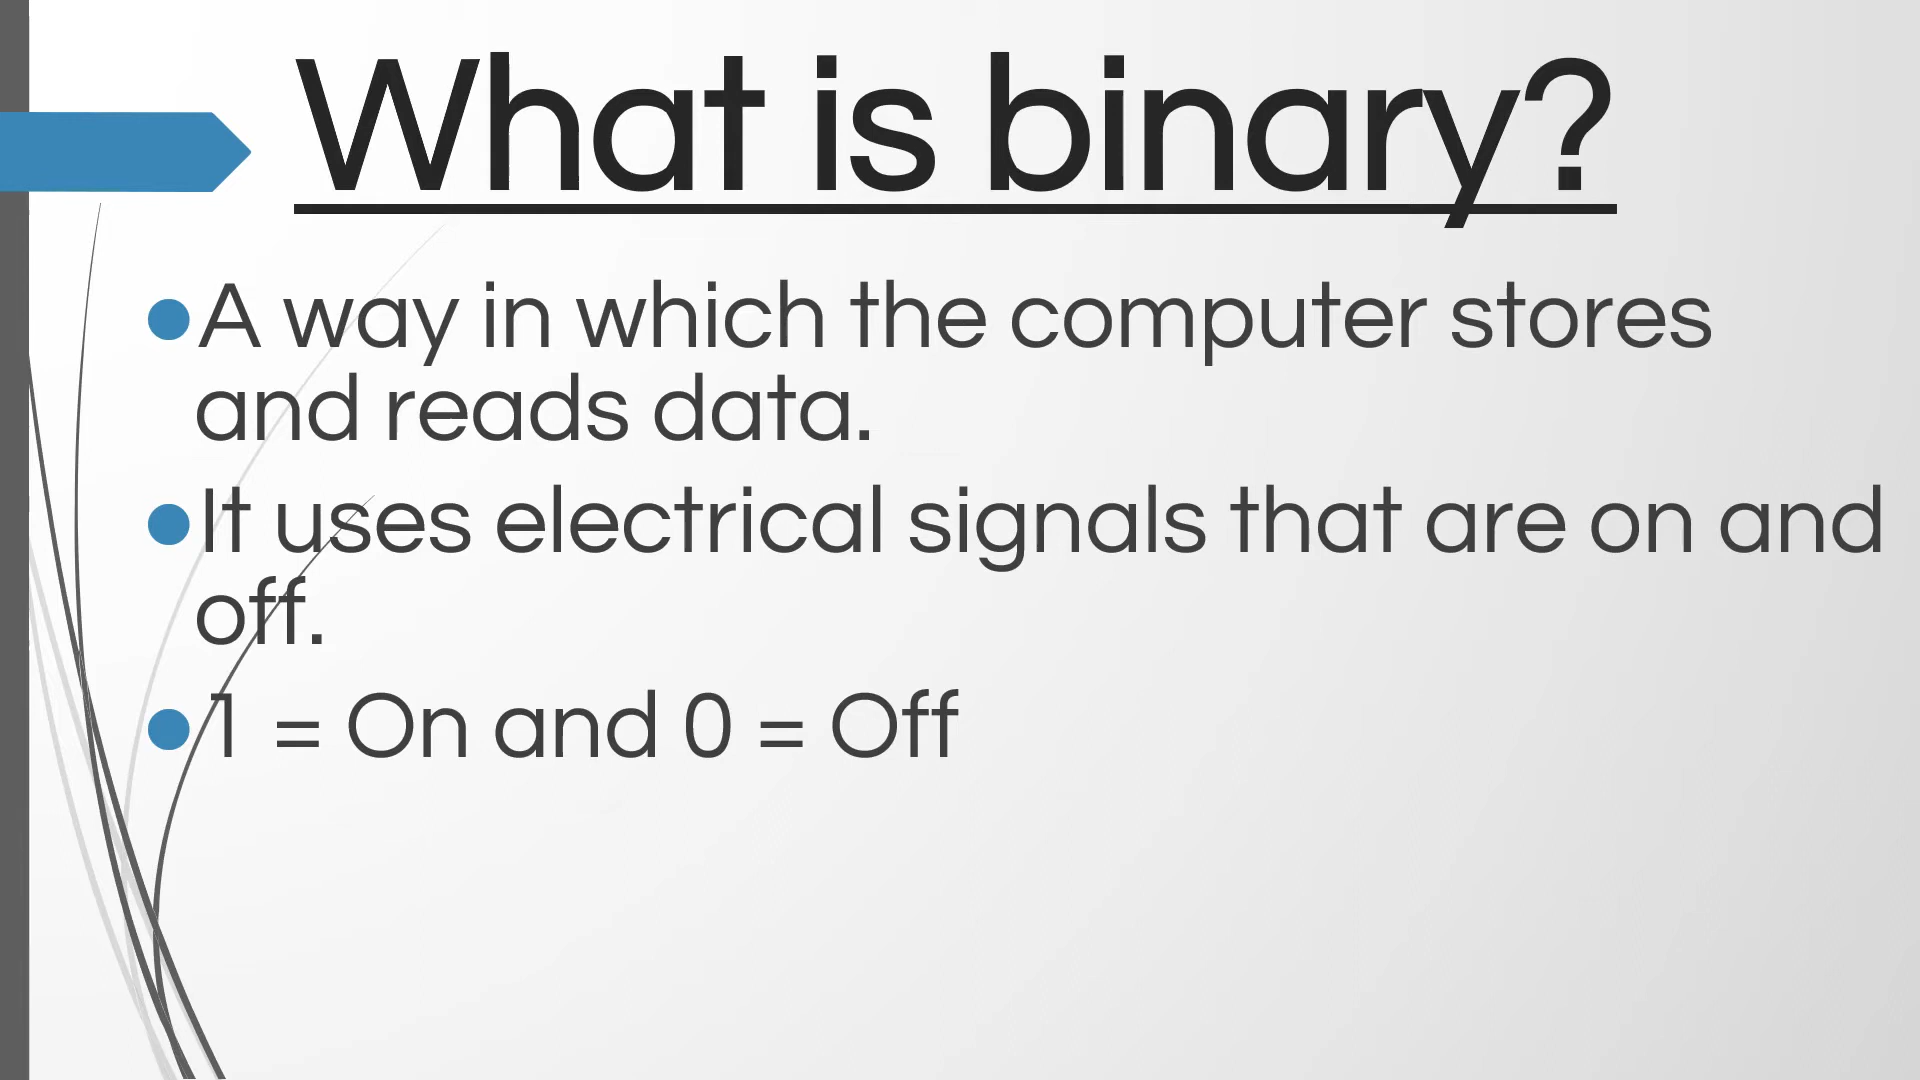 What is binary?
A way in which the computer stores
and reads data.
It uses electrical signals that are on and
off.
1 = On and 0 = Off